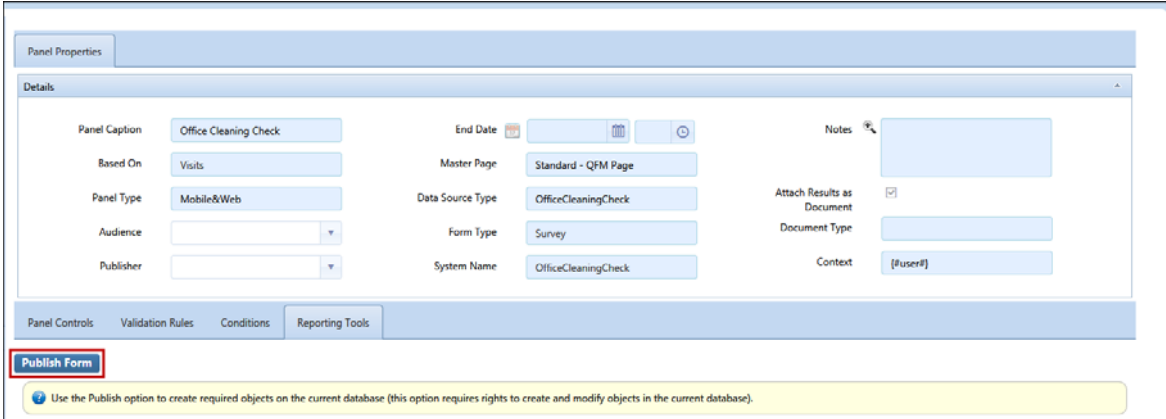 Panel Properties
Details
Panel Caption Office Cleaning Check End Date Notes
Based On Visits Master Page Standard - QFM Page
Panel Type Mobile&Web Data Source Type OfficeCleaningCheck Attach Results as
Document
Audience Form Type Survey Document Type
Publisher System Name OfficeCleaningCheck Context {#user#}
Panel Controls Validation Rules Conditions Reporting Tools
Publish Form
Use the Publish option to create required objects on the current database (this option requires rights to create and modify objects in the current database).